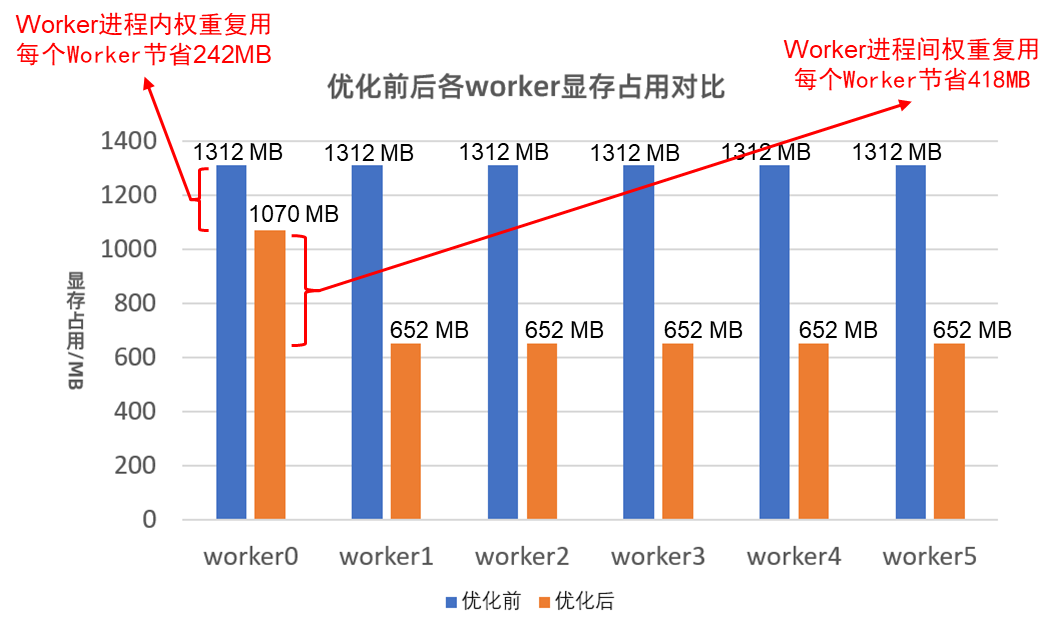 Worker进程内权重复用
每个Worker节省242MB
Worker进程间权重复用
每个Worker节省418MB
优化前后各worker显存占用对比
显存占用/MB
1400
1200
1000
800
600
400
200
0
1312 MB
1312 MB
1312 MB
1312 MB
1312 MB
1312 MB
1070 MB
652 MB
652 MB
652 MB
652 MB
652 MB
worker0
worker1
worker2
worker3
worker4
worker5
优化前
优化后